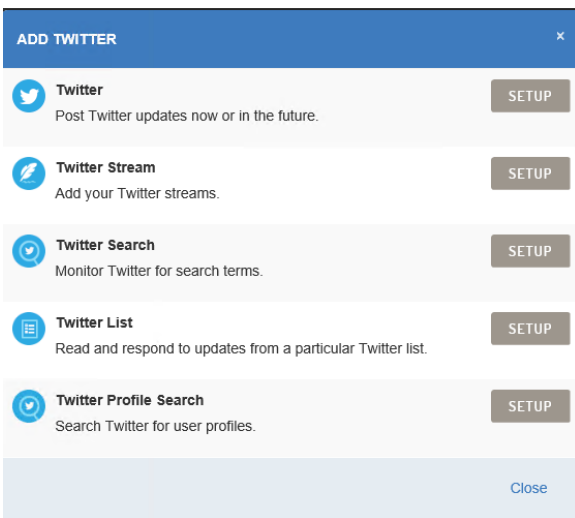 ADD TWITTER ×
Twitter
Post Twitter updates now or in the future.
SETUP
Twitter Stream
Add your Twitter streams.
SETUP
Twitter Search
Monitor Twitter for search terms.
SETUP
Twitter List
Read and respond to updates from a particular Twitter list.
SETUP
Twitter Profile Search
Search Twitter for user profiles.
SETUP
Close